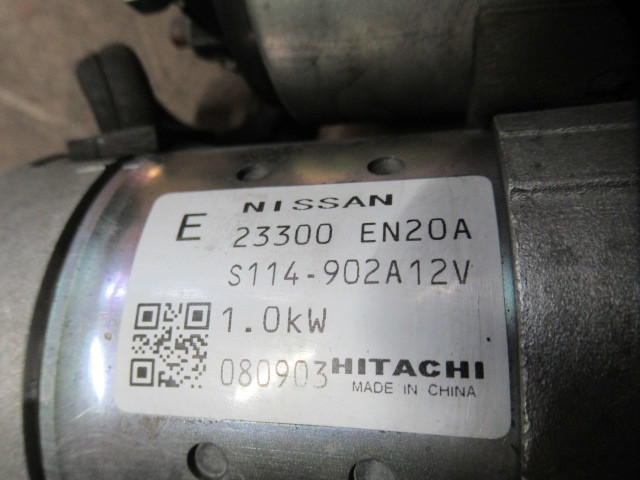 NISSAN
E 23300 EN20A
S114-902A12V
1.0kW
080903 HITACHI
MADE IN CHINA